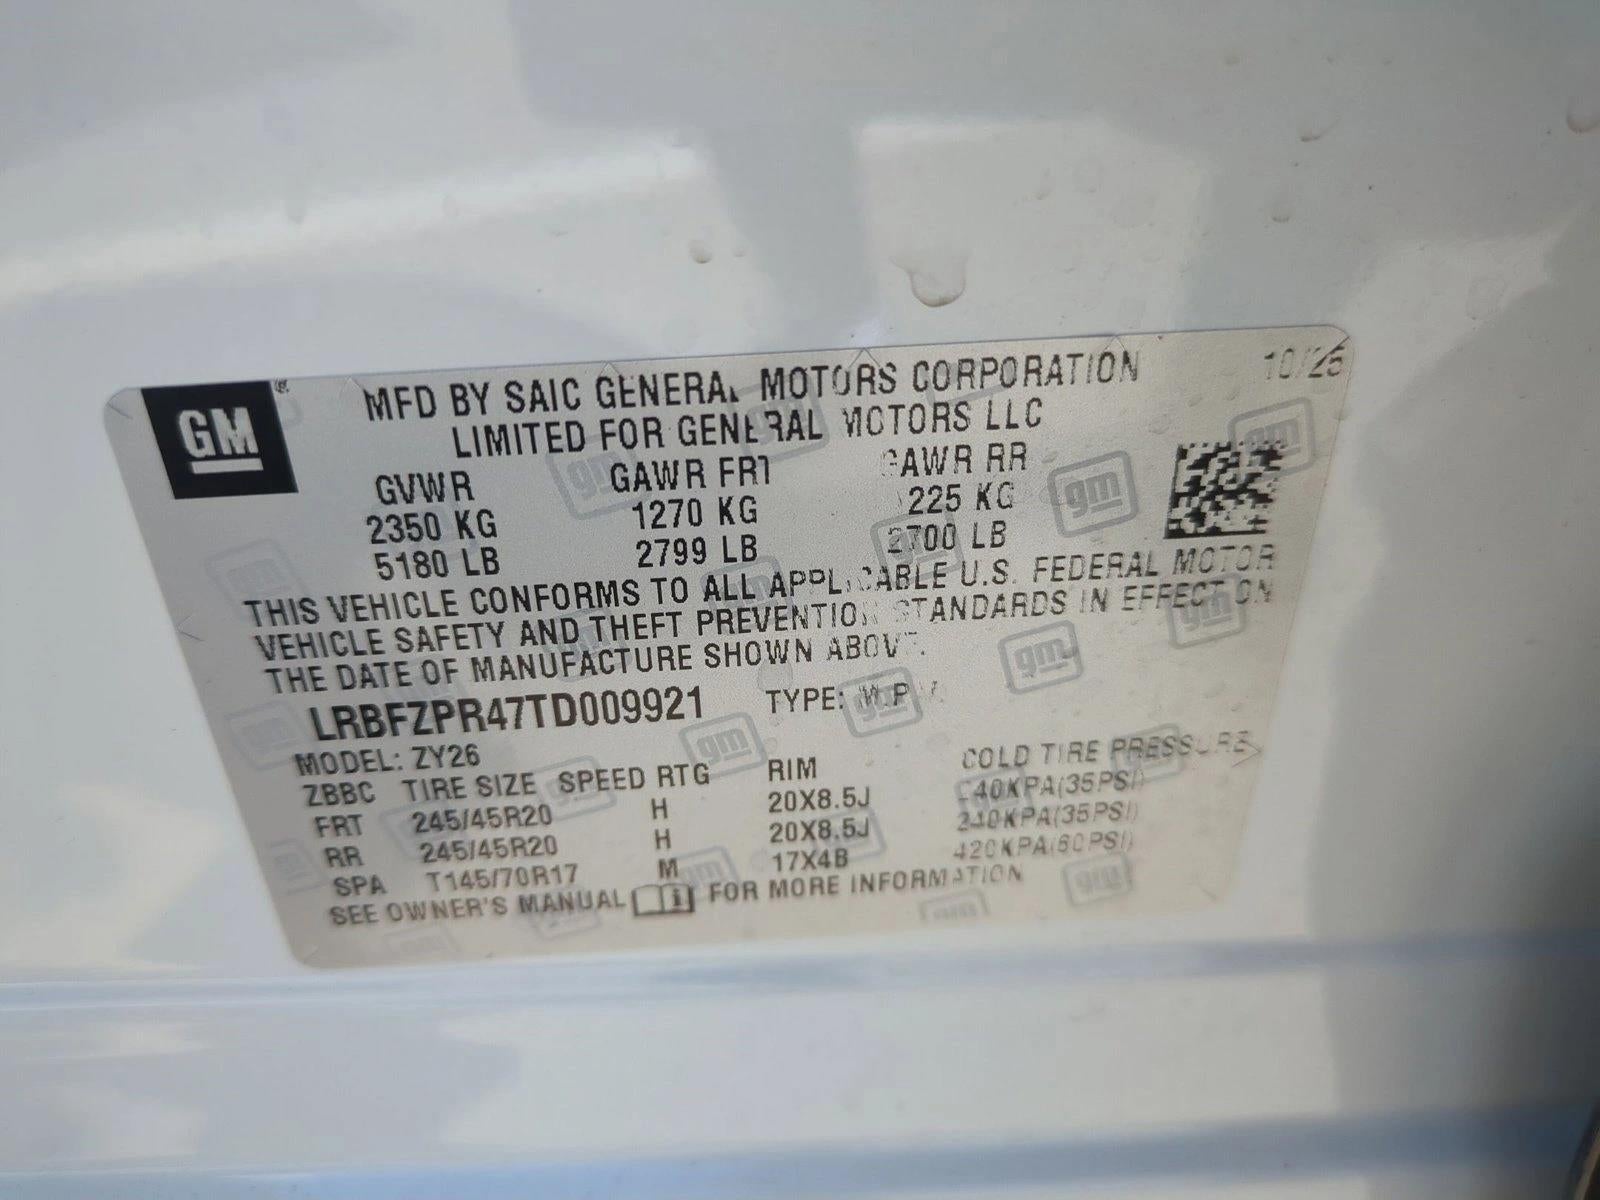 GM
MFD BY SAIC GENERAL MOTORS CORPORATION 10/25
LIMITED FOR GENERAL MOTORS LLC
GVWR GAWR FRT GAWR RR
2350 KG 1270 KG 1225 KG
5180 LB 2799 LB 2700 LB
THIS VEHICLE CONFORMS TO ALL APPLICABLE U.S. FEDERAL MOTOR
VEHICLE SAFETY AND THEFT PREVENTION STANDARDS IN EFFECT ON
THE DATE OF MANUFACTURE SHOWN ABOVE.
LRBFZPR47TD009921 TYPE: M.P.V.
MODEL: ZY26
ZBBC TIRE SIZE SPEED RTG RIM COLD TIRE PRESSURE
FRT 245/45R20 H 20X8.5J 240KPA(35PSI)
RR 245/45R20 H 20X8.5J 240KPA(35PSI)
SPA T145/70R17 M 17X4B 420KPA(60PSI)
SEE OWNER'S MANUAL FOR MORE INFORMATION